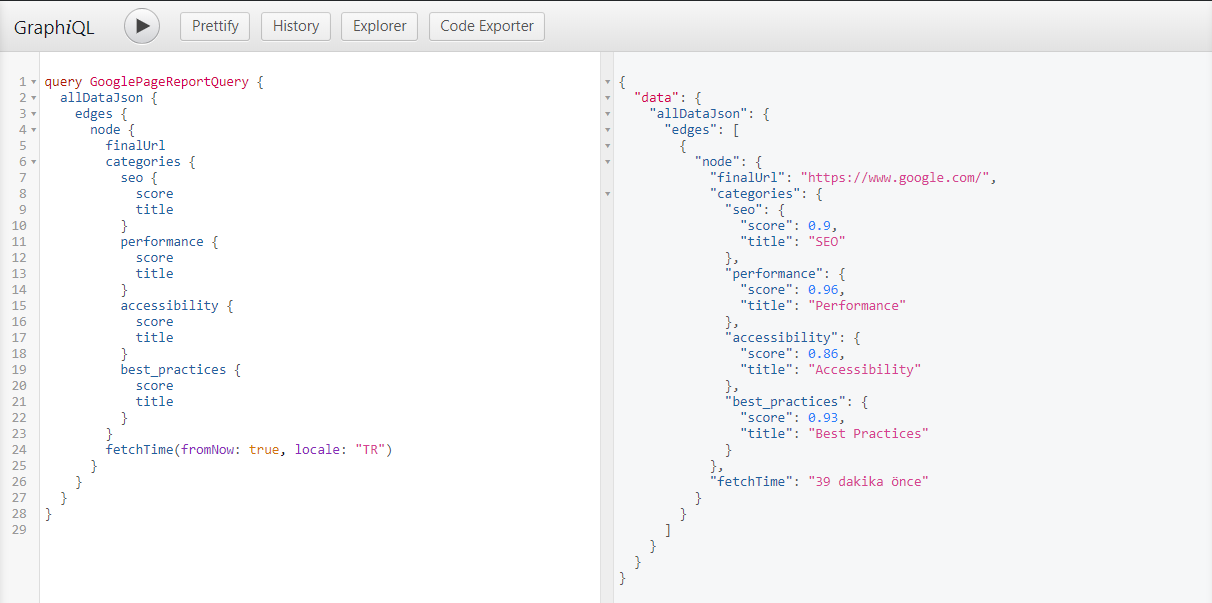 GraphiQL Prettify History Explorer Code Exporter
1 query GooglePageReportQuery {
2 allDataJson {
3 edges {
4 node {
5 finalUrl
6 categories {
7 seo {
8 score
9 title
10 }
11 performance {
12 score
13 title
14 }
15 accessibility {
16 score
17 title
18 }
19 best_practices {
20 score
21 title
22 }
23 }
24 fetchTime(fromNow: true, locale: "TR")
25 }
26 }
27 }
28 }
29
{
"data": {
"allDataJson": {
"edges": [
{
"node": {
"finalUrl": "https://www.google.com/",
"categories": {
"seo": {
"score": 0.9,
"title": "SEO"
},
"performance": {
"score": 0.96,
"title": "Performance"
},
"accessibility": {
"score": 0.86,
"title": "Accessibility"
},
"best_practices": {
"score": 0.93,
"title": "Best Practices"
}
},
"fetchTime": "39 dakika önce"
}
}
]
}
}
}